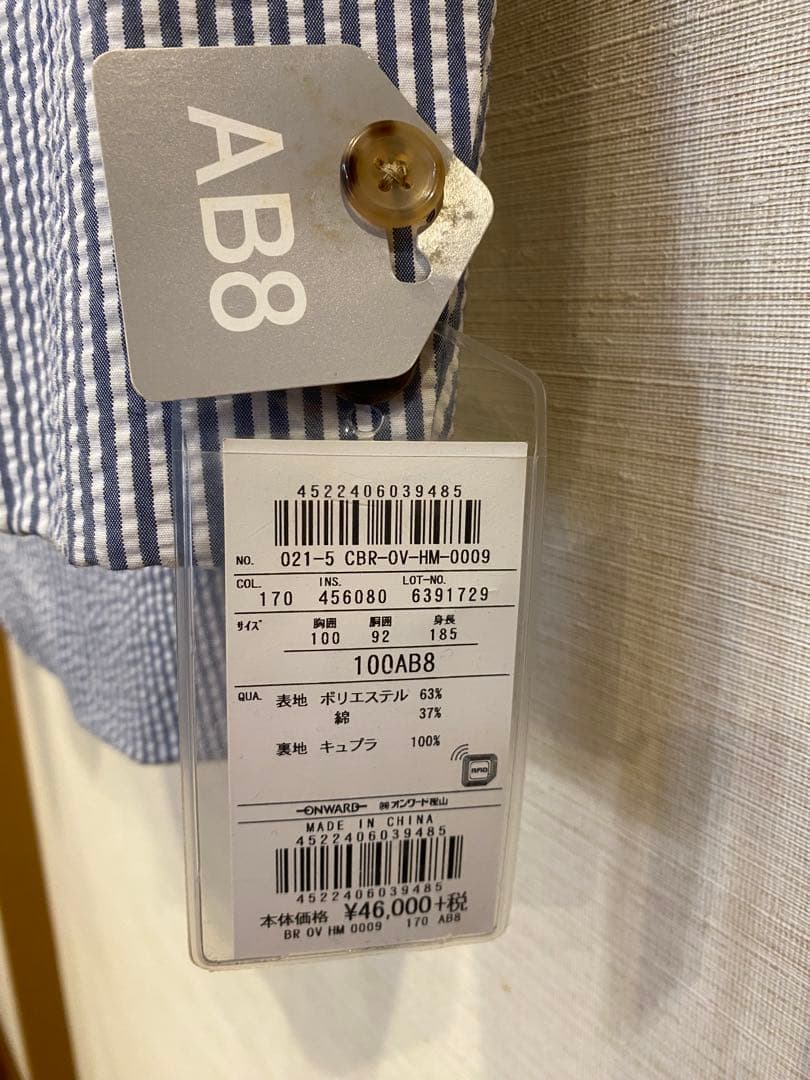 AB8
4522406039485
NO. 021-5 CBR-OV-HM-0009
COL. INS. LOT-NO.
170 456080 6391729
サイズ 胸囲 胴囲 身長
100 92 185
100AB8
QUA. 表地 ポリエステル 63%
綿 37%
裏地 キュプラ 100%
ONWARD ㈱オンワード樫山
MADE IN CHINA
4522406039485
4522406039485
本体価格 ¥46,000+税
BR OV HM 0009 170 AB8